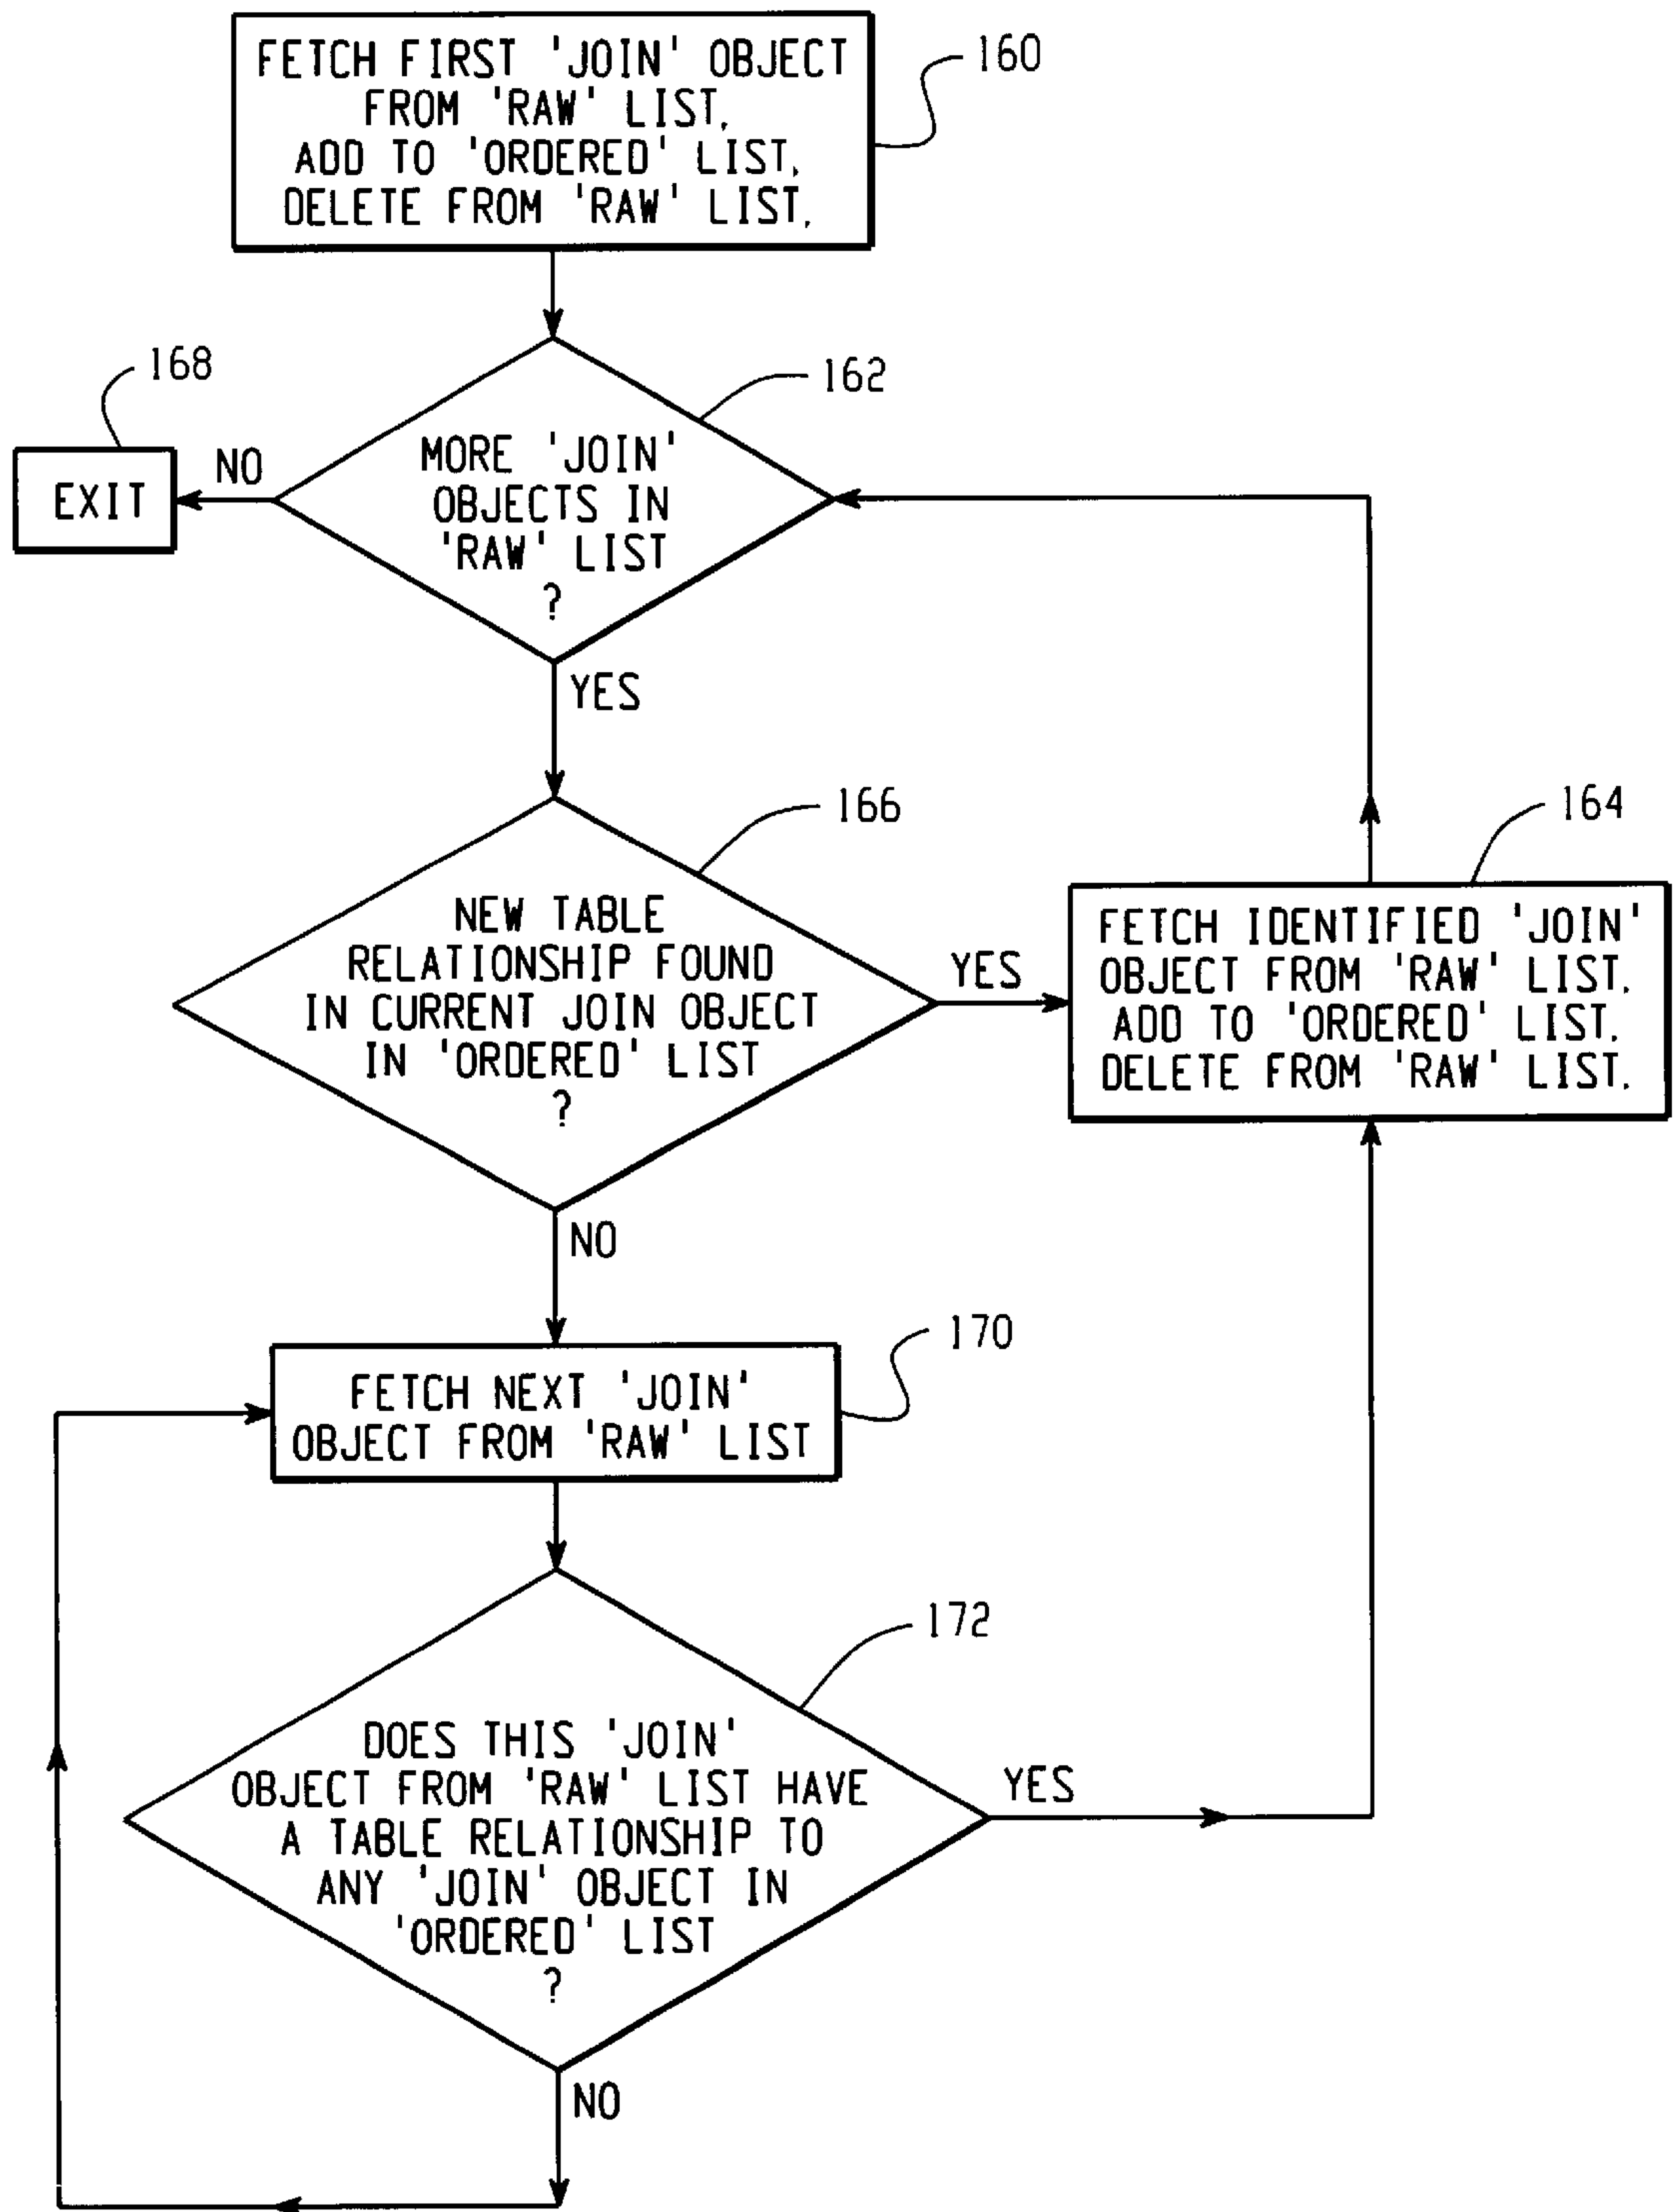 FETCH FIRST 'JOIN' OBJECT
FROM 'RAW' LIST.
ADD TO 'ORDERED' LIST.
DELETE FROM 'RAW' LIST.
160
168
162
EXIT
NO
MORE 'JOIN'
OBJECTS IN
'RAW' LIST
?
YES
166
164
NEW TABLE
RELATIONSHIP FOUND
IN CURRENT JOIN OBJECT
IN 'ORDERED' LIST
?
YES
FETCH IDENTIFIED 'JOIN'
OBJECT FROM 'RAW' LIST.
ADD TO 'ORDERED' LIST.
DELETE FROM 'RAW' LIST.
NO
170
FETCH NEXT 'JOIN'
OBJECT FROM 'RAW' LIST
172
DOES THIS 'JOIN'
OBJECT FROM 'RAW' LIST HAVE
A TABLE RELATIONSHIP TO
ANY 'JOIN' OBJECT IN
'ORDERED' LIST
?
YES
NO